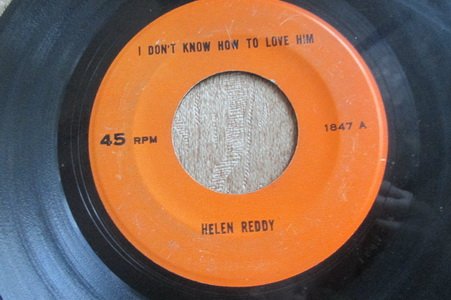 I DON'T KNOW HOW TO LOVE HIM
45 RPM
1847 A
HELEN REDDY